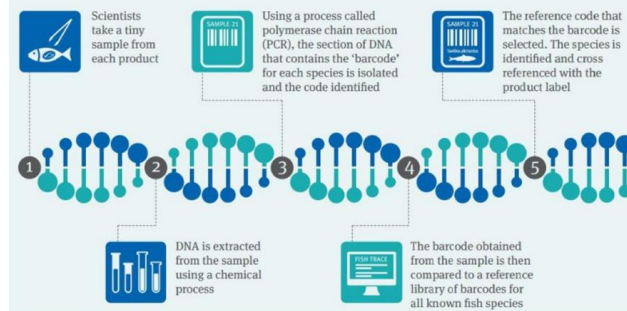 Scientists
take a tiny
sample from
each product
SAMPLE 21
Using a process called
polymerase chain reaction
(PCR), the section of DNA
that contains the ‘barcode’
for each species is isolated
and the code identified
SAMPLE 21
The reference code that
matches the barcode is
selected. The species is
identified and cross
referenced with the
product label
1
2
3
4
5
DNA is extracted
from the sample
using a chemical
process
FISH TRACE
The barcode obtained
from the sample is then
compared to a reference
library of barcodes for
all known fish species